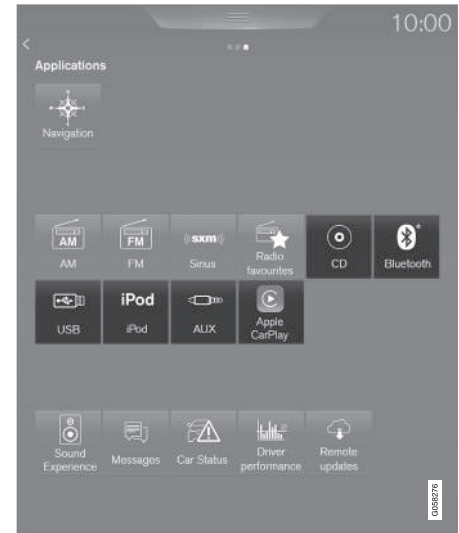 10:00
Applications
Navigation
AM
FM
sxm
AM
FM
Sirius
Radio
favourites
CD
Bluetooth
iPod
USB
iPod
AUX
Apple
CarPlay
Sound
Experience
Messages
Car Status
Driver
performance
Remote
updates
G058276